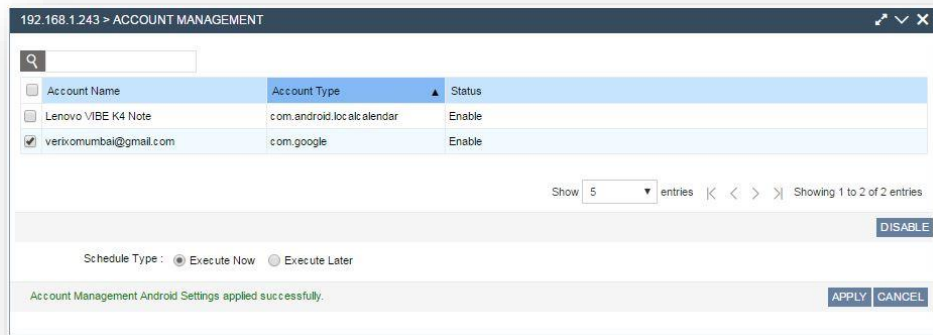 192.168.1.243 > ACCOUNT MANAGEMENT
Account Name Account Type Status
Lenovo VIBE K4 Note com.android.localcalendar Enable
verixomumbai@gmail.com com.google Enable
Show 5 entries Showing 1 to 2 of 2 entries
DISABLE
Schedule Type : Execute Now Execute Later
Account Management Android Settings applied successfully. APPLY CANCEL